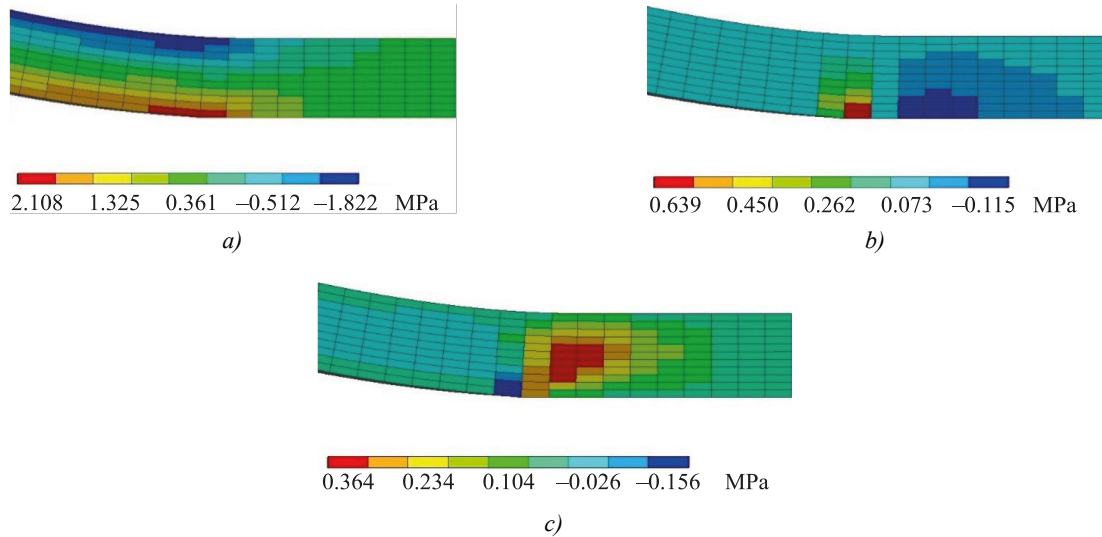 2.108 1.325 0.361 –0.512 –1.822 MPa
a)
0.639 0.450 0.262 0.073 –0.115 MPa
b)
0.364 0.234 0.104 –0.026 –0.156 MPa
c)